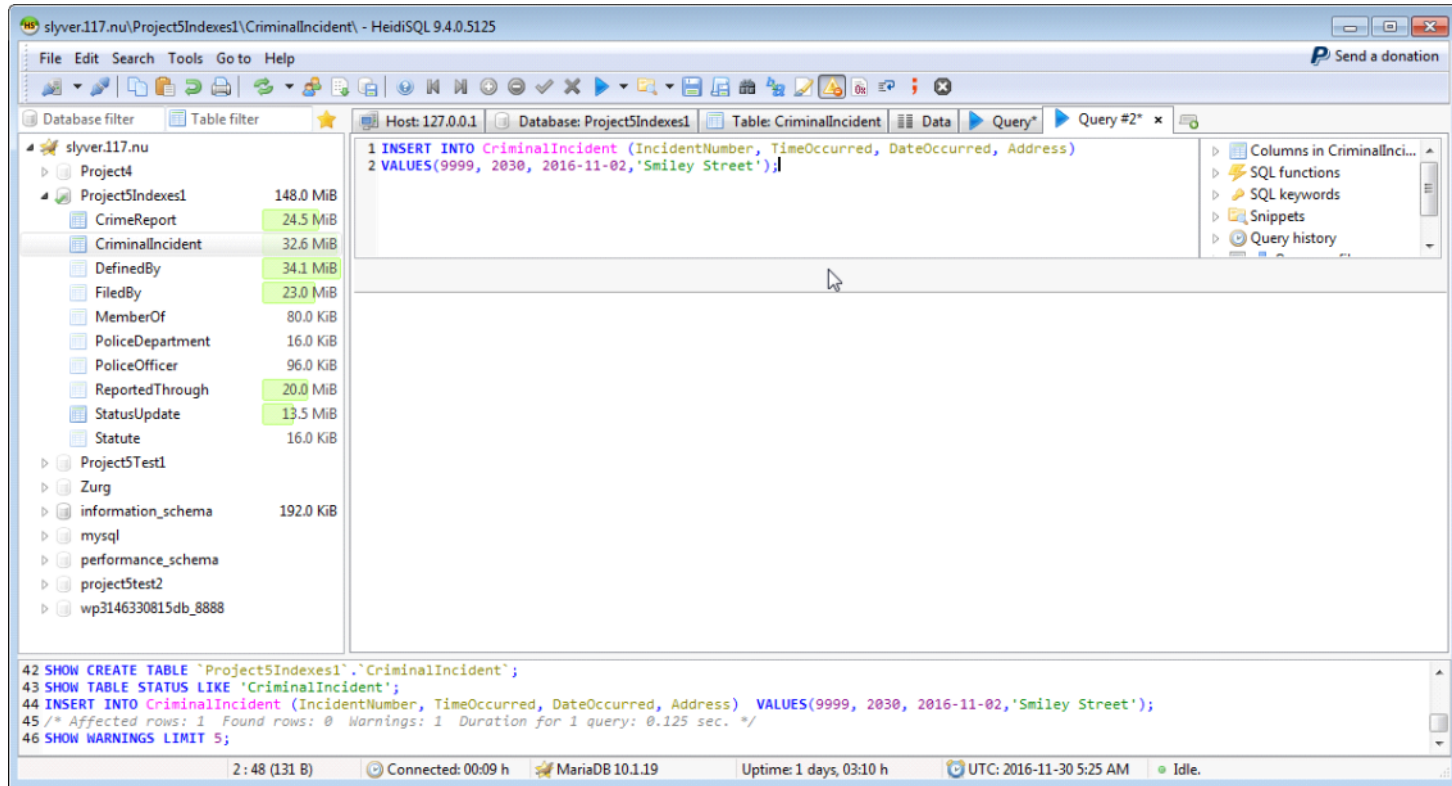 slyver.117.nu\Project5Indexes1\CriminalIncident\ - HeidiSQL 9.4.0.5125
File Edit Search Tools Go to Help
Send a donation
Database filter Table filter
Host: 127.0.0.1 Database: Project5Indexes1 Table: CriminalIncident Data Query* Query #2*
slyver.117.nu
Project4
Project5Indexes1 148.0 MiB
CrimeReport 24.5 MiB
CriminalIncident 32.6 MiB
DefinedBy 34.1 MiB
FiledBy 23.0 MiB
MemberOf 80.0 KiB
PoliceDepartment 16.0 KiB
PoliceOfficer 96.0 KiB
ReportedThrough 20.0 MiB
StatusUpdate 13.5 MiB
Statute 16.0 KiB
Project5Test1
Zurg
information_schema 192.0 KiB
mysql
performance_schema
project5test2
wp3146330815db_8888
1 INSERT INTO CriminalIncident (IncidentNumber, TimeOccurred, DateOccurred, Address)
2 VALUES(9999, 2030, 2016-11-02,'Smiley Street');
Columns in CriminalInci...
SQL functions
SQL keywords
Snippets
Query history
42 SHOW CREATE TABLE `Project5Indexes1`.`CriminalIncident`;
43 SHOW TABLE STATUS LIKE 'CriminalIncident';
44 INSERT INTO CriminalIncident (IncidentNumber, TimeOccurred, DateOccurred, Address)  VALUES(9999, 2030, 2016-11-02,'Smiley Street');
45 /* Affected rows: 1  Found rows: 0  Warnings: 1  Duration for 1 query: 0.125 sec. */
46 SHOW WARNINGS LIMIT 5;
2 : 48 (131 B) Connected: 00:09 h MariaDB 10.1.19 Uptime: 1 days, 03:10 h UTC: 2016-11-30 5:25 AM Idle.